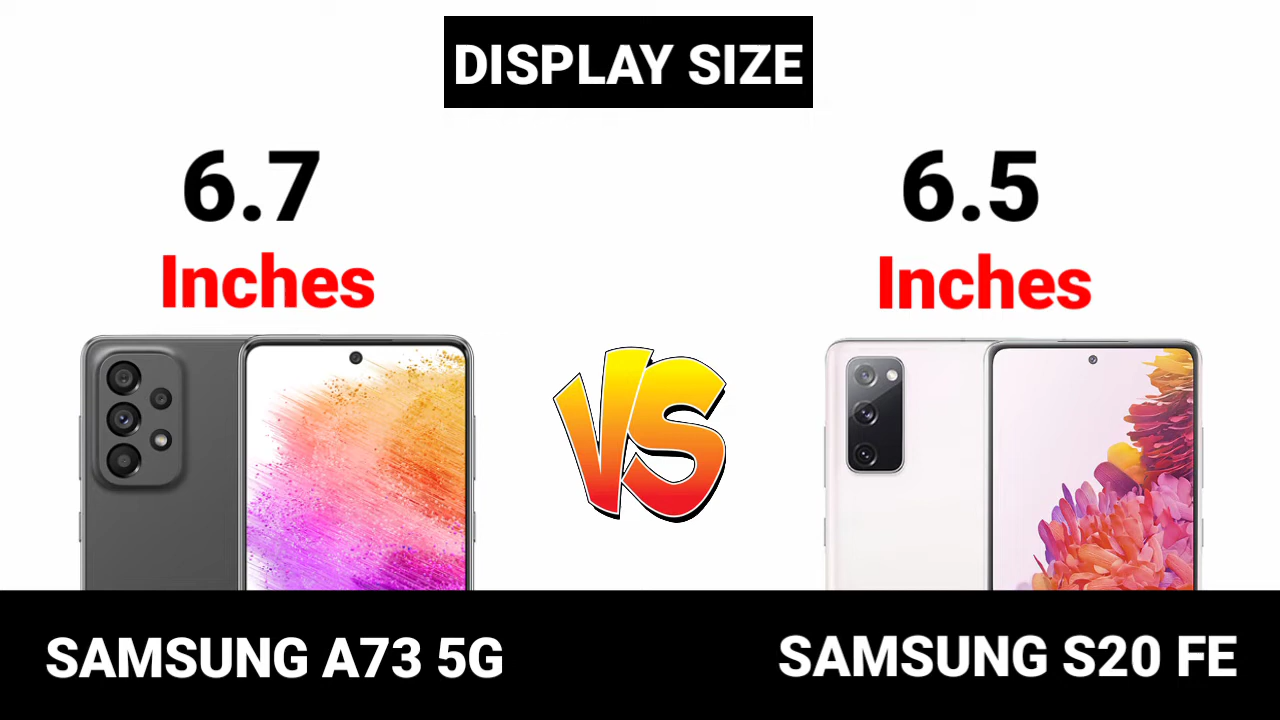 DISPLAY SIZE
6.7
Inches
6.5
Inches
VS
SAMSUNG A73 5G
SAMSUNG S20 FE